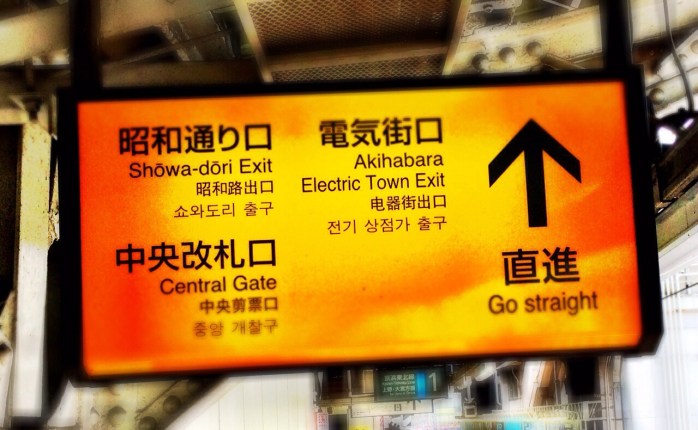 昭和通り口
Shōwa-dōri Exit
昭和路出口
쇼와도리 출구
中央改札口
Central Gate
中央剪票口
중앙 개찰구
電気街口
Akihabara
Electric Town Exit
电器街出口
전기 상점가 출구
直進
Go straight
1